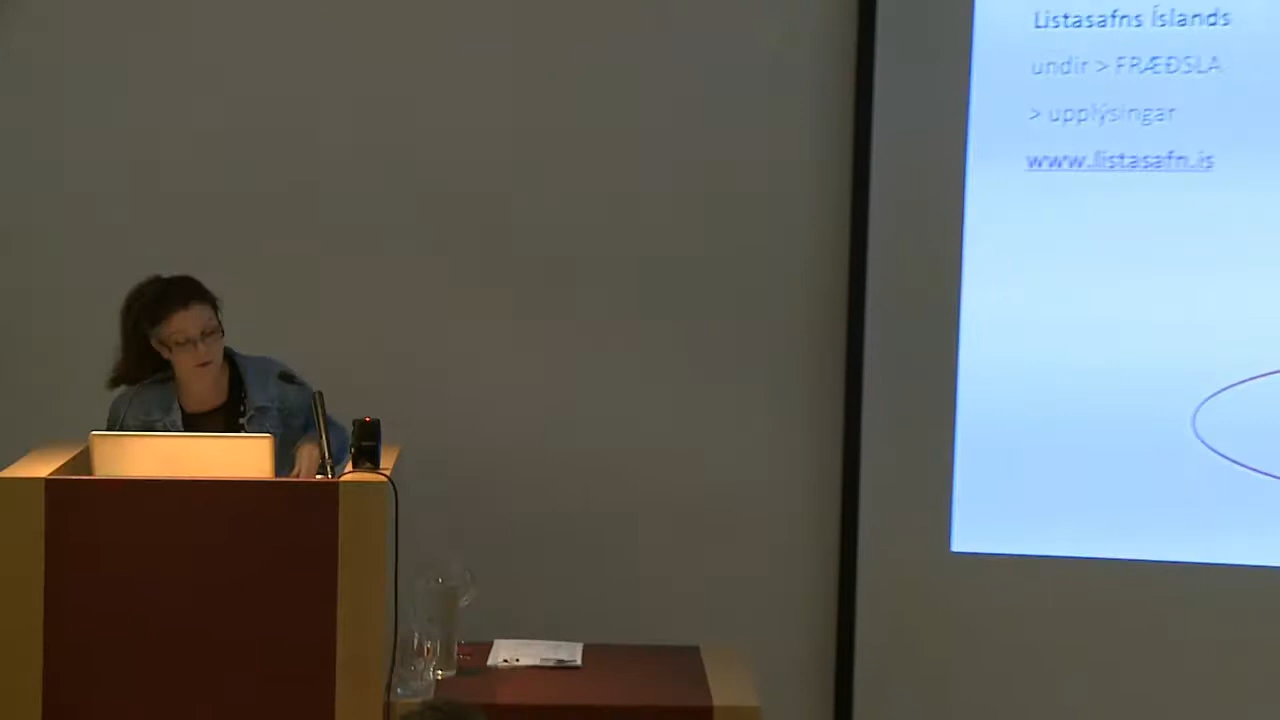 Listasafns Íslands
undir > FRÆÐSLA
> upplýsingar
www.listasafn.is